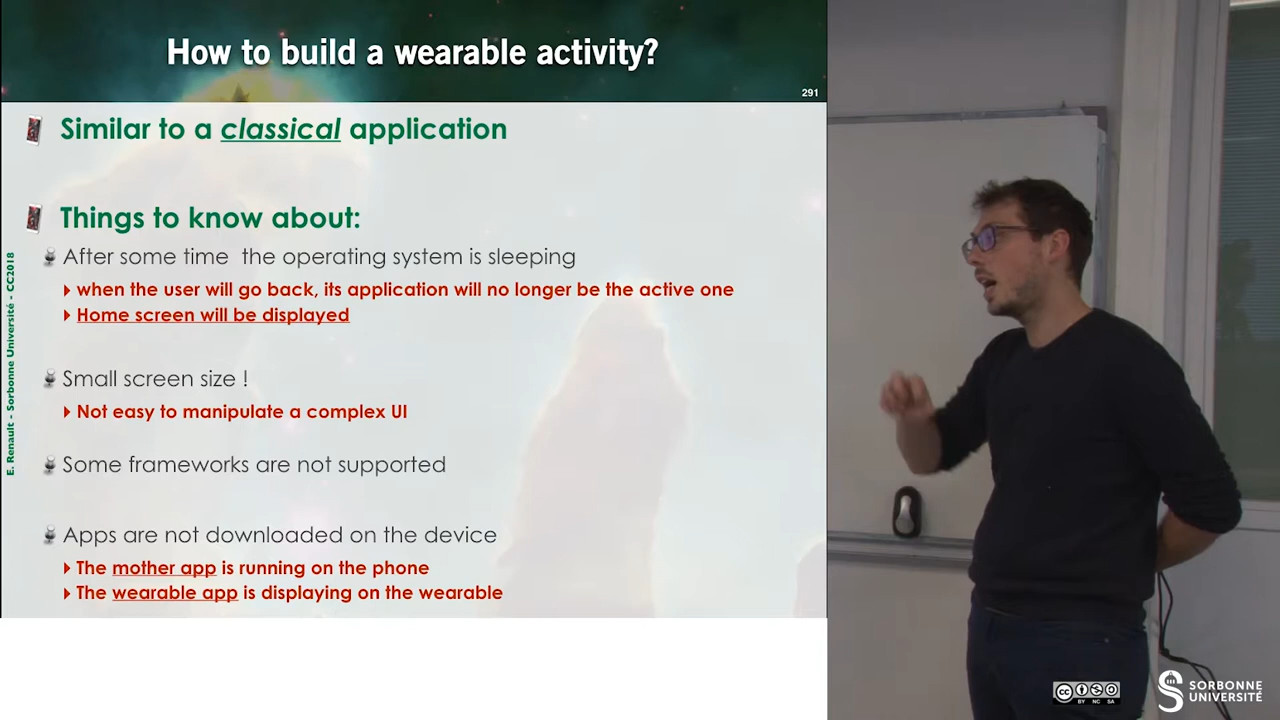 How to build a wearable activity?
291
Similar to a classical application
Things to know about:
After some time  the operating system is sleeping
when the user will go back, its application will no longer be the active one
Home screen will be displayed
Small screen size !
Not easy to manipulate a complex UI
Some frameworks are not supported
Apps are not downloaded on the device
The mother app is running on the phone
The wearable app is displaying on the wearable
E. Renault - Sorbonne Université - CC2018
cc
BY NC SA
SORBONNE
UNIVERSITÉ